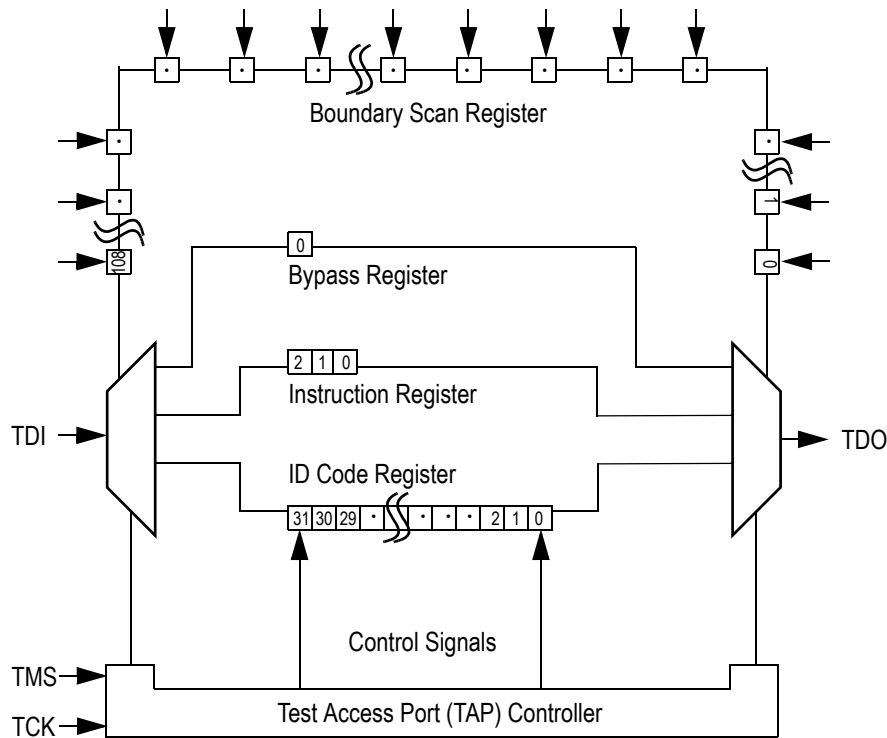 Boundary Scan Register
1
108
0
0
Bypass Register
2 1 0
Instruction Register
TDI
TDO
ID Code Register
31 30 29 · · · · 2 1 0
Control Signals
TMS
Test Access Port (TAP) Controller
TCK